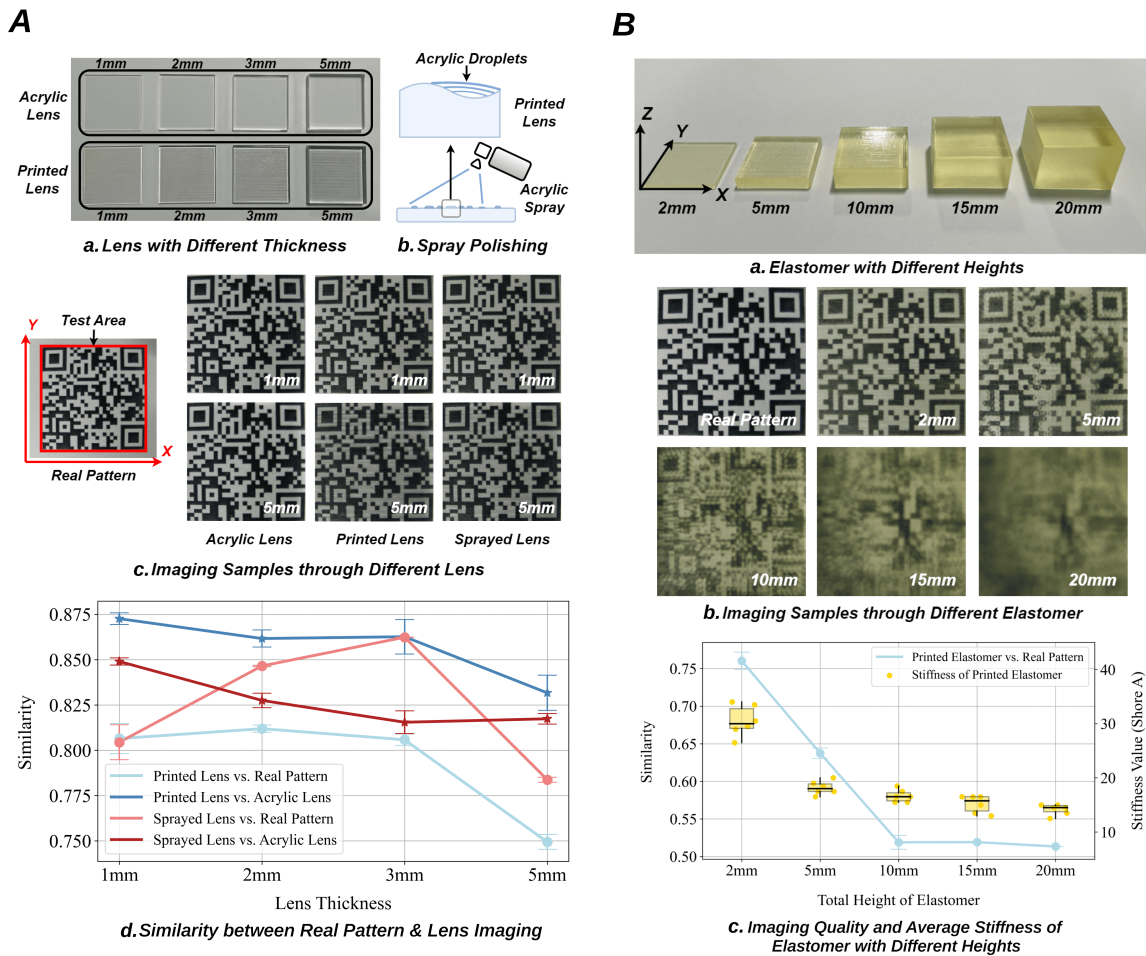 A
1mm 2mm 3mm 5mm
Acrylic
Lens
Printed
Lens
1mm 2mm 3mm 5mm
a. Lens with Different Thickness
Acrylic Droplets
Printed
Lens
Acrylic
Spray
b. Spray Polishing
Test Area
Y
X
Real Pattern
1mm 1mm 1mm
5mm 5mm 5mm
Acrylic Lens Printed Lens Sprayed Lens
c. Imaging Samples through Different Lens
0.875
0.850
0.825
0.800
0.775
0.750
Similarity
Printed Lens vs. Real Pattern
Printed Lens vs. Acrylic Lens
Sprayed Lens vs. Real Pattern
Sprayed Lens vs. Acrylic Lens
1mm 2mm 3mm 5mm
Lens Thickness
d. Similarity between Real Pattern & Lens Imaging
B
Z
Y
X
2mm 5mm 10mm 15mm 20mm
a. Elastomer with Different Heights
Real Pattern 2mm 5mm
10mm 15mm 20mm
b. Imaging Samples through Different Elastomer
0.75
0.70
0.65
0.60
0.55
0.50
Similarity
Printed Elastomer vs. Real Pattern
Stiffness of Printed Elastomer
40
30
20
10
Stiffness Value (Shore A)
2mm 5mm 10mm 15mm 20mm
Total Height of Elastomer
c. Imaging Quality and Average Stiffness of
Elastomer with Different Heights